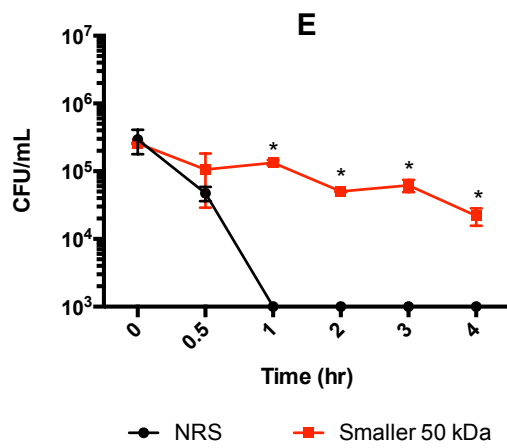 E
CFU/mL
10⁷
10⁶
10⁵
10⁴
10³
* * * *
0 0.5 1 2 3 4
Time (hr)
NRS Smaller 50 kDa